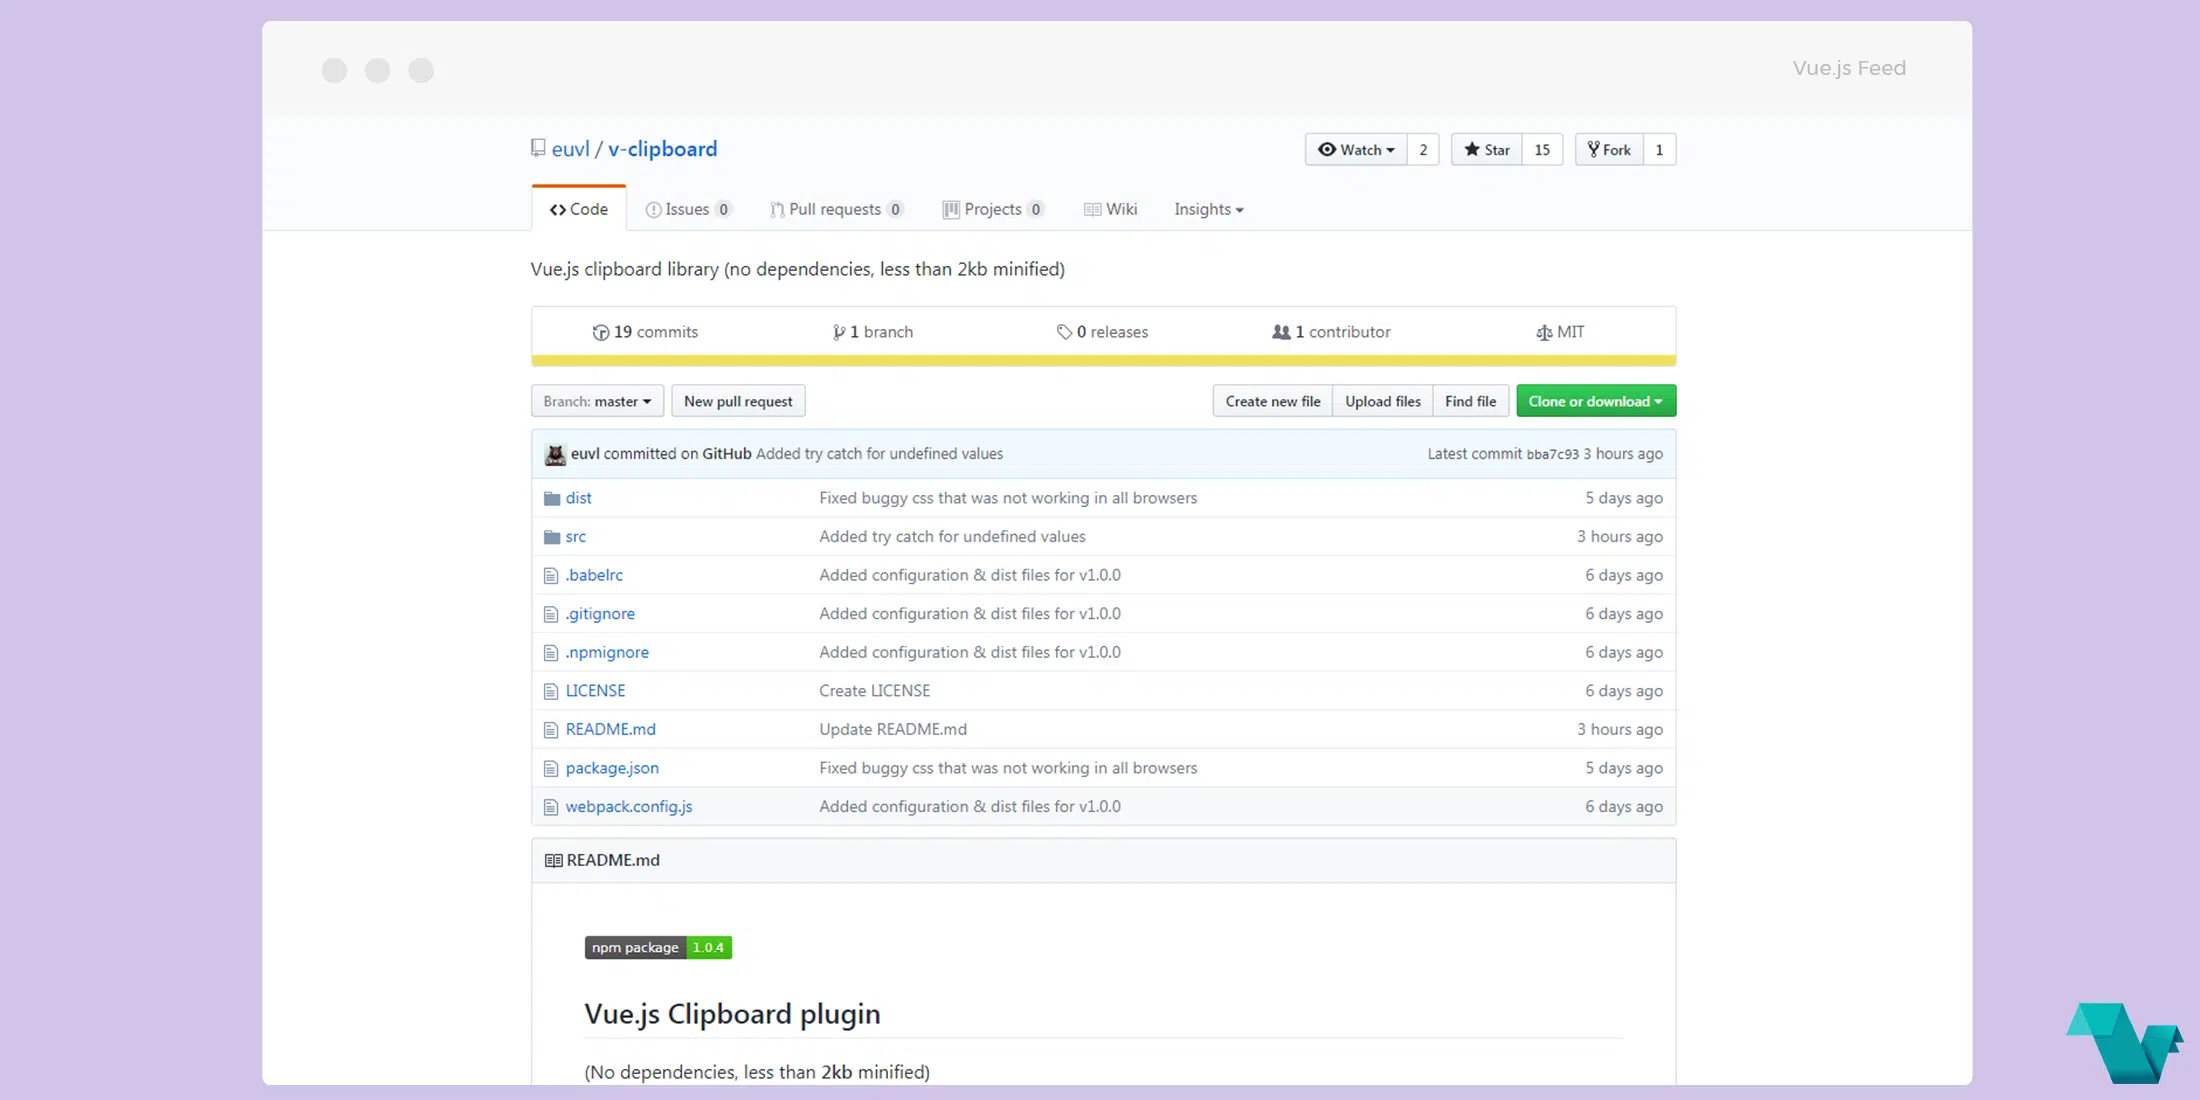 Vue.js Feed
euvl / v-clipboard
Watch 2 Star 15 Fork 1
Code Issues 0 Pull requests 0 Projects 0 Wiki Insights
Vue.js clipboard library (no dependencies, less than 2kb minified)
19 commits 1 branch 0 releases 1 contributor MIT
Branch: master New pull request Create new file Upload files Find file Clone or download
euvl committed on GitHub Added try catch for undefined values Latest commit bba7c93 3 hours ago
dist Fixed buggy css that was not working in all browsers 5 days ago
src Added try catch for undefined values 3 hours ago
.babelrc Added configuration & dist files for v1.0.0 6 days ago
.gitignore Added configuration & dist files for v1.0.0 6 days ago
.npmignore Added configuration & dist files for v1.0.0 6 days ago
LICENSE Create LICENSE 6 days ago
README.md Update README.md 3 hours ago
package.json Fixed buggy css that was not working in all browsers 5 days ago
webpack.config.js Added configuration & dist files for v1.0.0 6 days ago
README.md
npm package 1.0.4
Vue.js Clipboard plugin
(No dependencies, less than 2kb minified)